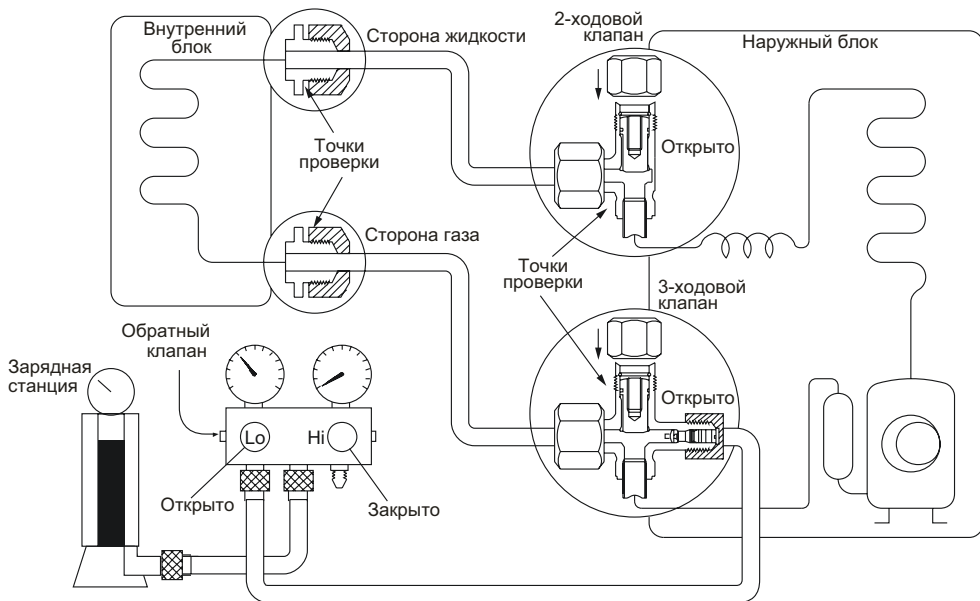 Внутренний
блок
Сторона жидкости
2-ходовой
клапан
Наружный блок
Точки
проверки
Открыто
Сторона газа
Точки
проверки
3-ходовой
клапан
Обратный
клапан
Зарядная
станция
Открыто
Lo
Hi
Открыто
Закрыто